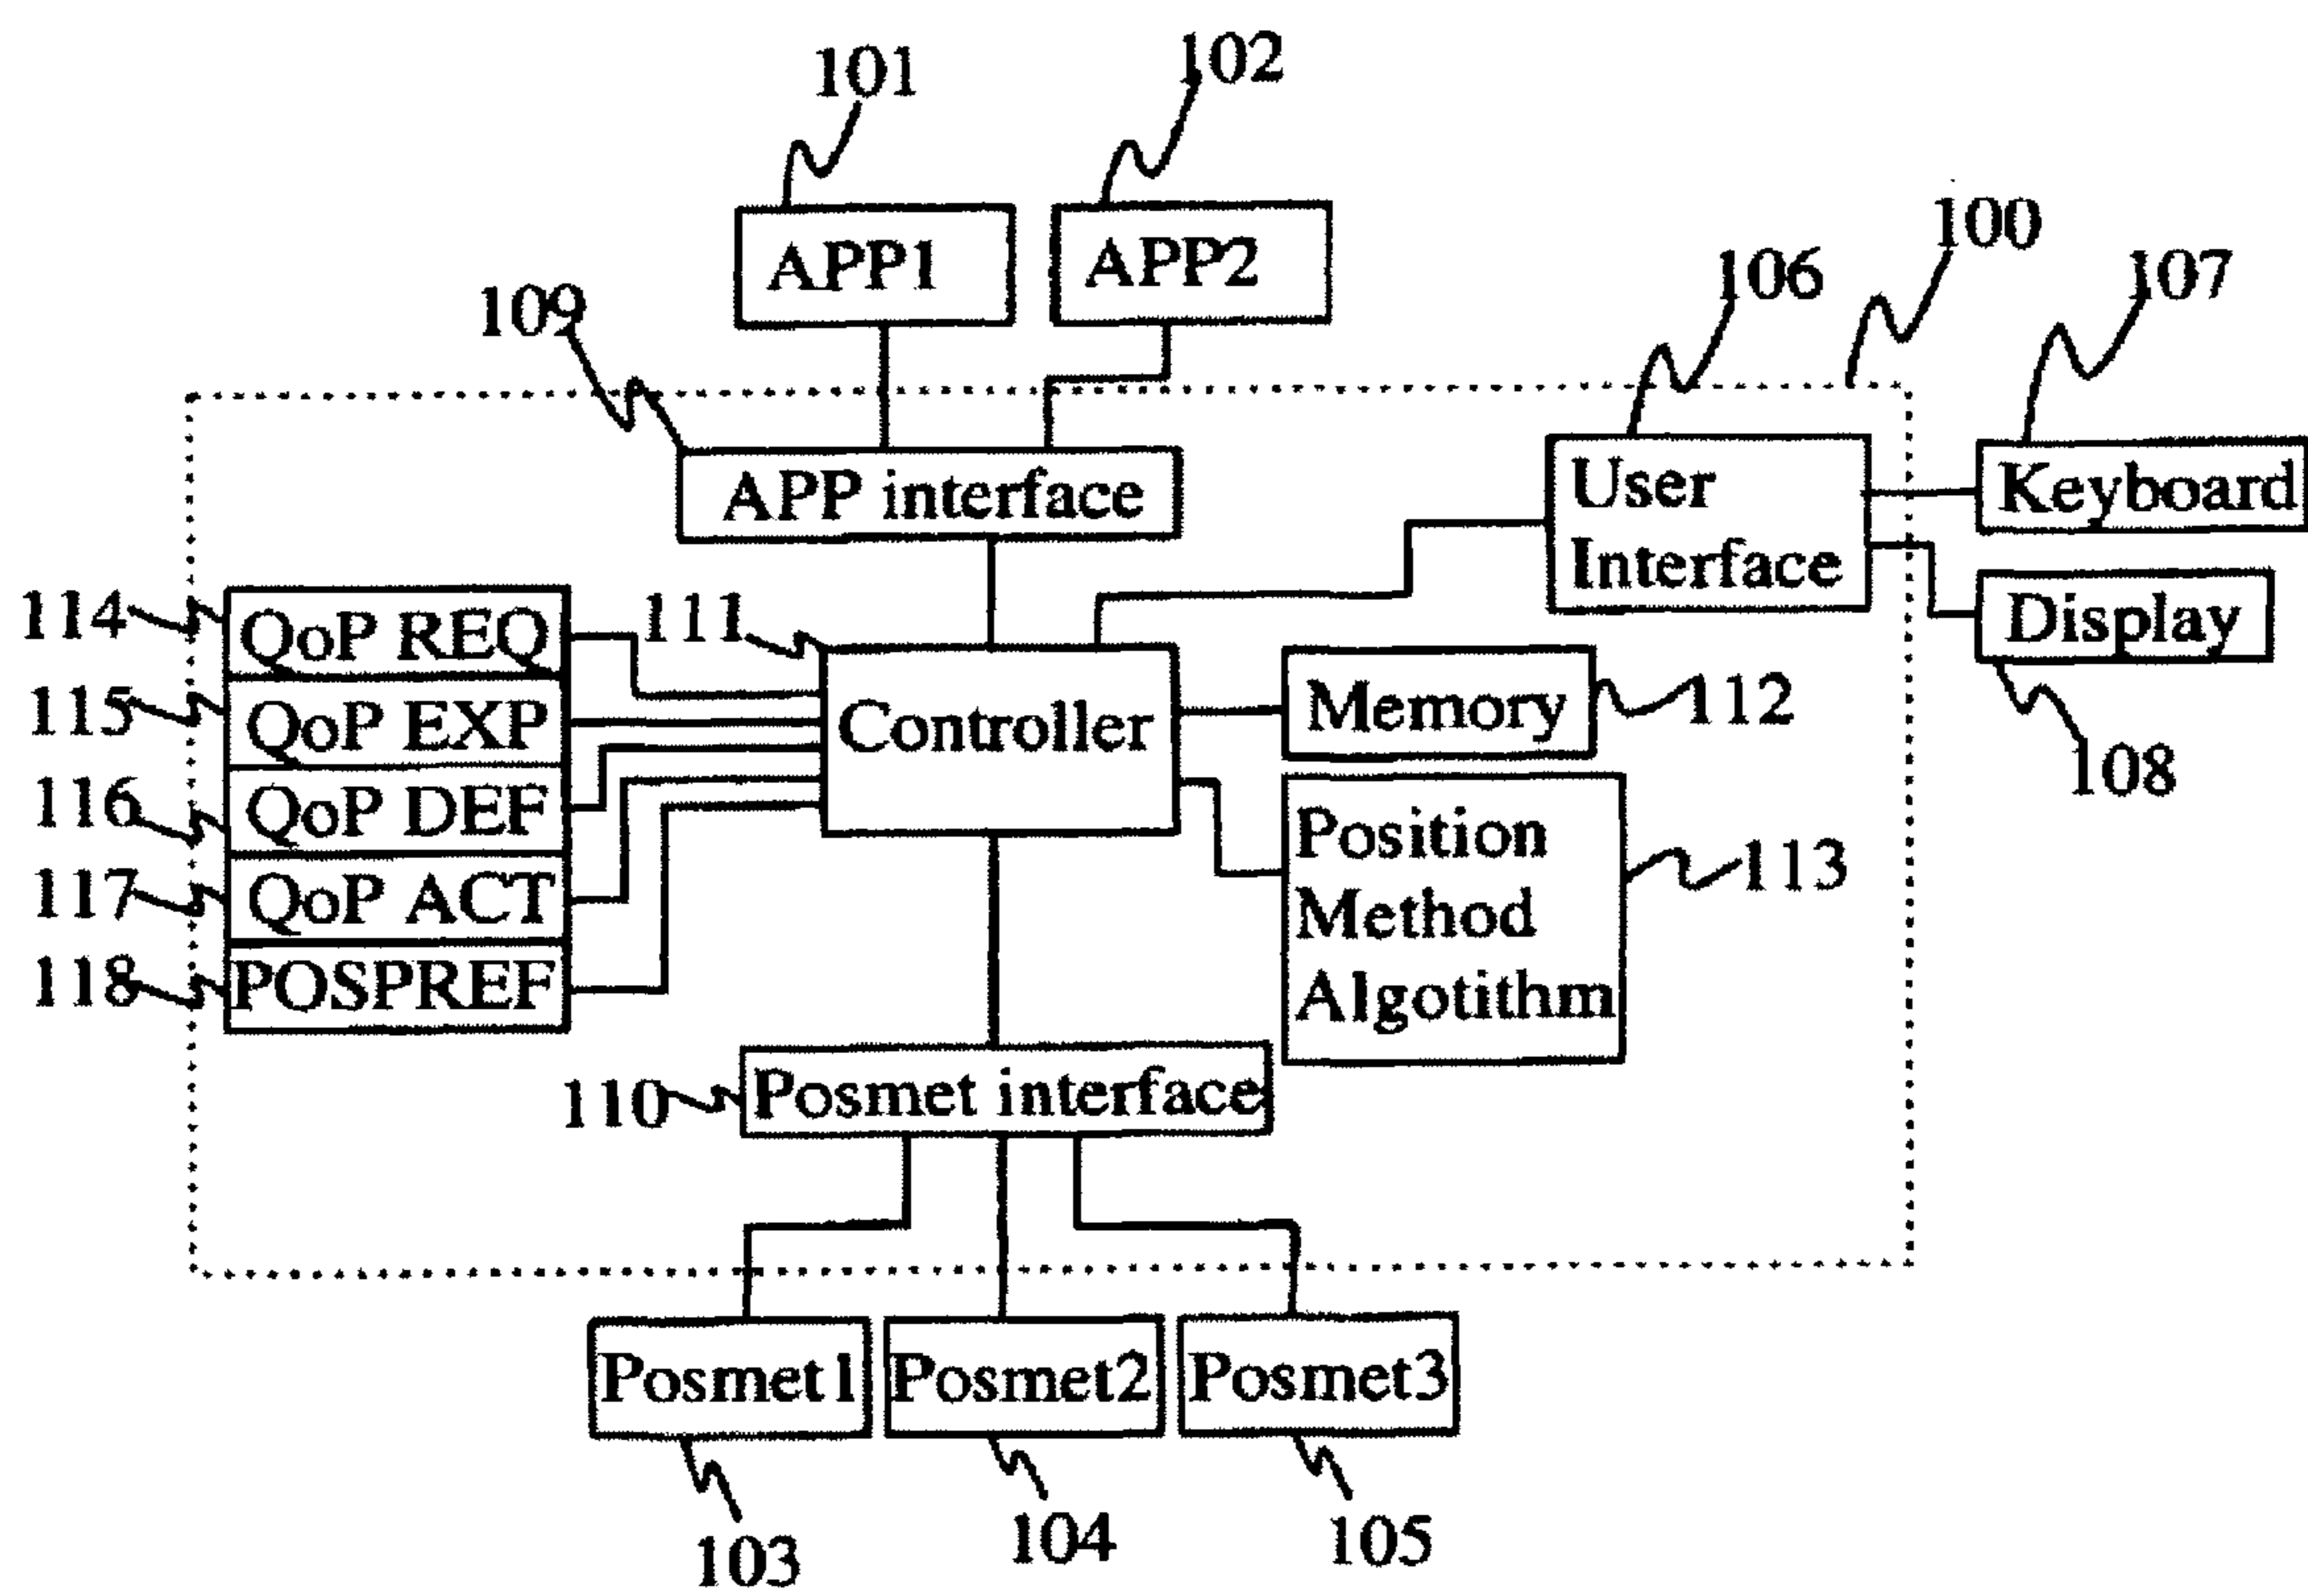 101
102
100
106
107
109
APP1
APP2
APP interface
User
Interface
Keyboard
Display
108
114
QoP REQ
115
QoP EXP
116
QoP DEF
117
QoP ACT
118
POSPREF
111
Controller
Memory
112
Position
Method
Algotithm
113
110
Posmet interface
Posmet1
Posmet2
Posmet3
103
104
105